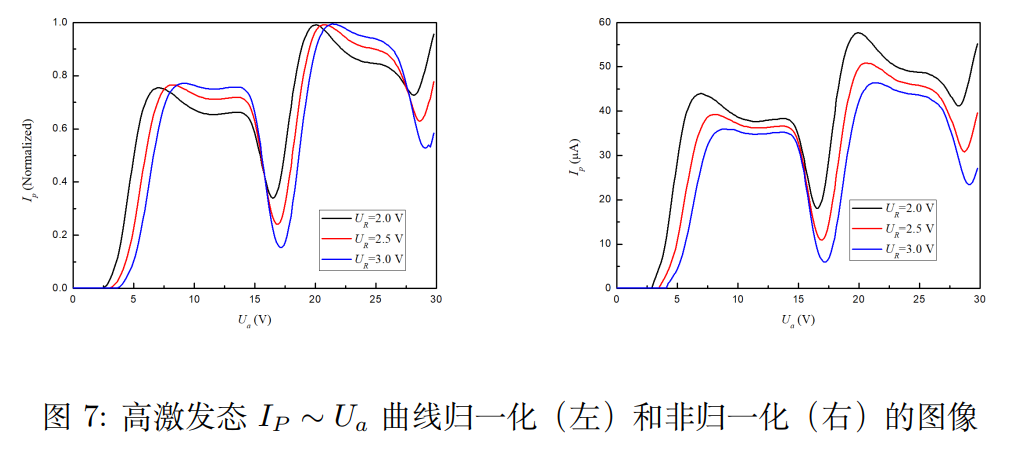 1.0
0.8
0.6
0.4
0.2
0.0
I_P (Normalized)
0 5 10 15 20 25 30
U_a (V)
U_R=2.0 V
U_R=2.5 V
U_R=3.0 V
60
50
40
30
20
10
0
I_P (μA)
0 5 10 15 20 25 30
U_a (V)
U_R=2.0 V
U_R=2.5 V
U_R=3.0 V
图 7: 高激发态 I_P ∼ U_a 曲线归一化（左）和非归一化（右）的图像